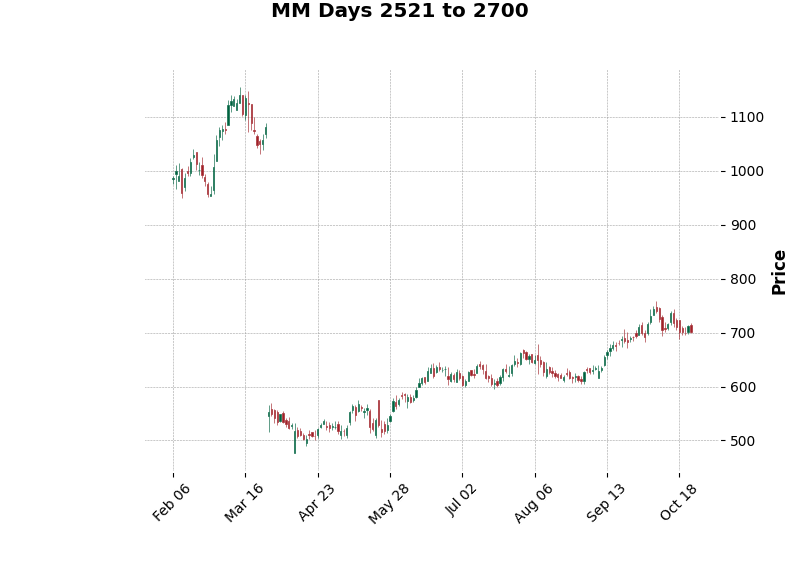 MM Days 2521 to 2700
1100
1000
900
800
700
600
500
Price
Feb 06
Mar 16
Apr 23
May 28
Jul 02
Aug 06
Sep 13
Oct 18